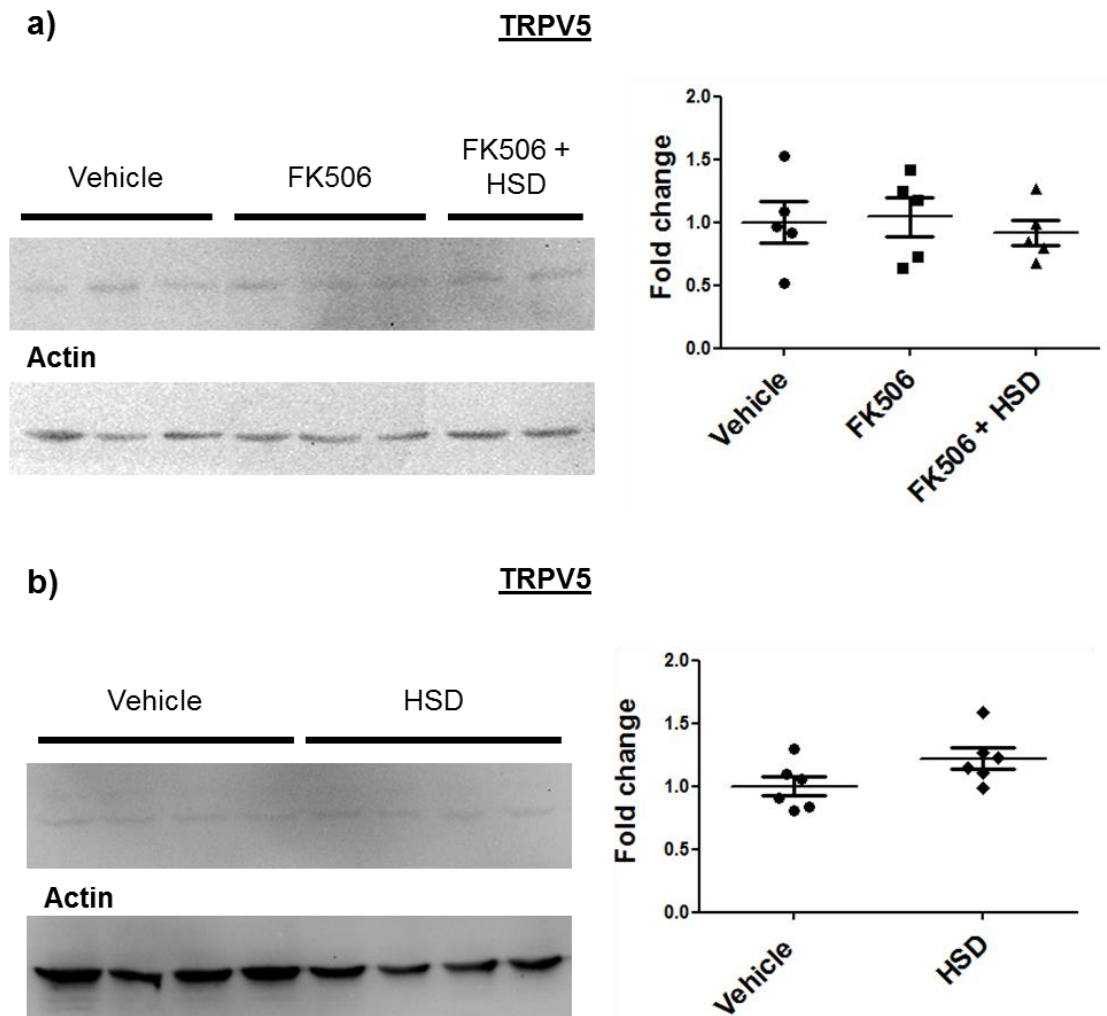 a)
TRPV5
Vehicle
FK506
FK506 +
HSD
Actin
Fold change
2.0
1.5
1.0
0.5
0.0
Vehicle
FK506
FK506 + HSD
b)
TRPV5
Vehicle
HSD
Actin
Fold change
2.0
1.5
1.0
0.5
0.0
Vehicle
HSD